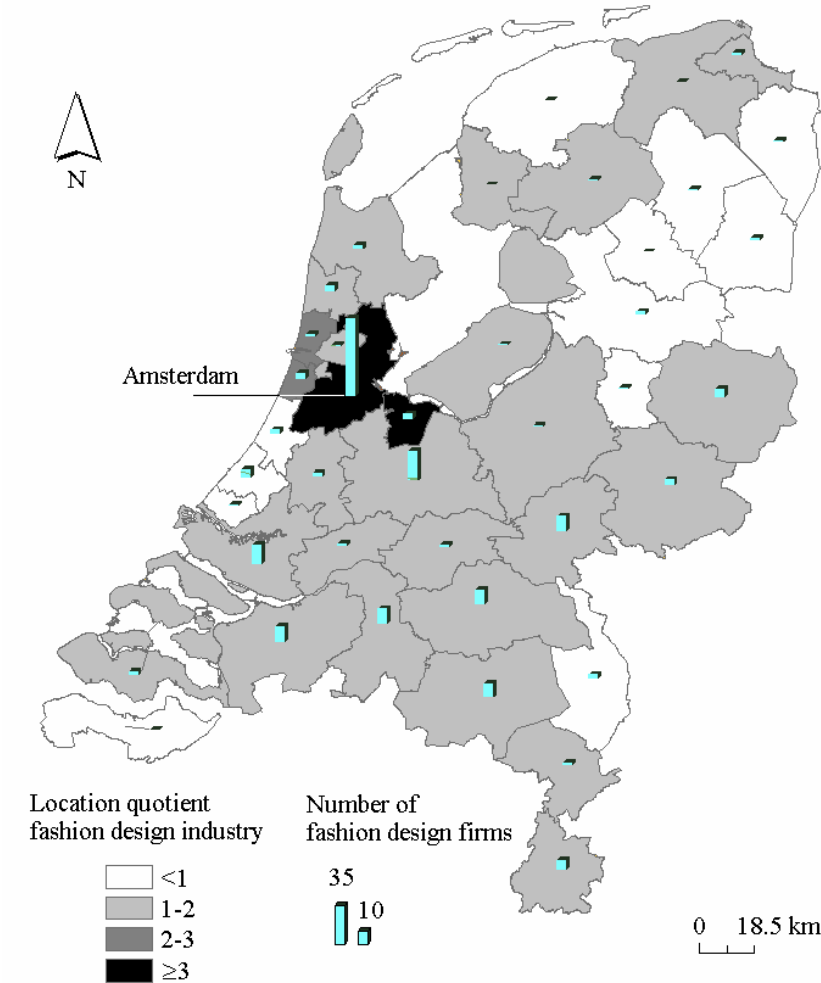 N
Amsterdam
Location quotient
fashion design industry
<1
1-2
2-3
≥3
Number of
fashion design firms
35
10
0 18.5 km